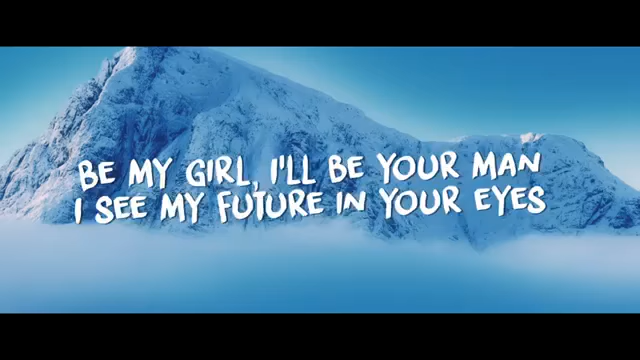 BE MY GIRL, I'LL BE YOUR MAN
I SEE MY FUTURE IN YOUR EYES